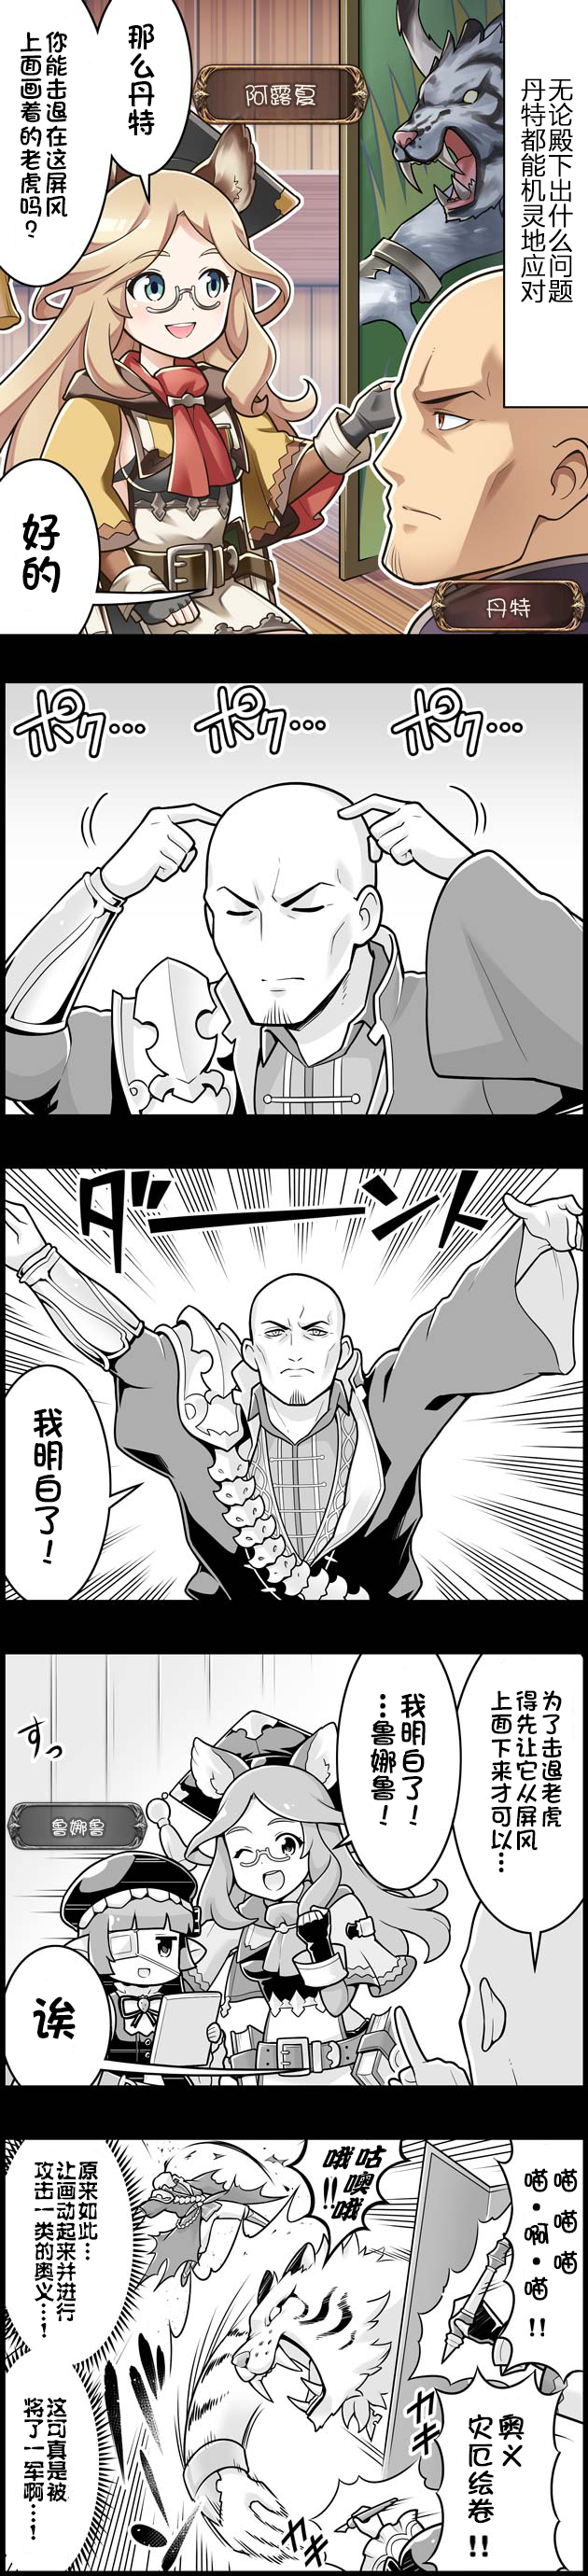 无论殿下出什么问题
丹特都能机灵地应对
那么丹特
阿露夏
你能击退在这屏风
上面画着的老虎吗？
好的
丹特
ポク…
ポク…
ポク…
ダーーント
我明白了！
为了击退老虎
得先让它从屏风
上面下来才可以…
我明白了！
…鲁娜鲁！
すっ
鲁娜鲁
诶
喵喵喵
喵·啊·喵!!
咕噢哦
哦!!
奥义
灾厄绘卷!!
カキ
カキ
原来如此…
让画动起来并进行
攻击一类的奥义…！
这可真是被
将了一军啊…！